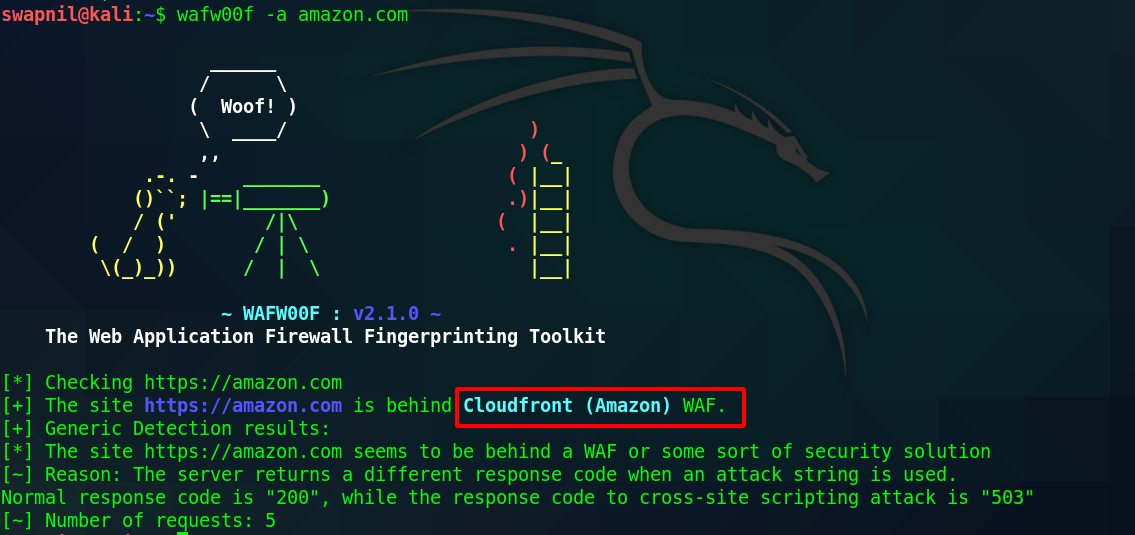 swapnil@kali:~$ wafw00f -a amazon.com
Woof!
~ WAFW00F : v2.1.0 ~
The Web Application Firewall Fingerprinting Toolkit
[*] Checking https://amazon.com
[+] The site https://amazon.com is behind Cloudfront (Amazon) WAF.
[+] Generic Detection results:
[*] The site https://amazon.com seems to be behind a WAF or some sort of security solution
[~] Reason: The server returns a different response code when an attack string is used.
Normal response code is "200", while the response code to cross-site scripting attack is "503"
[~] Number of requests: 5